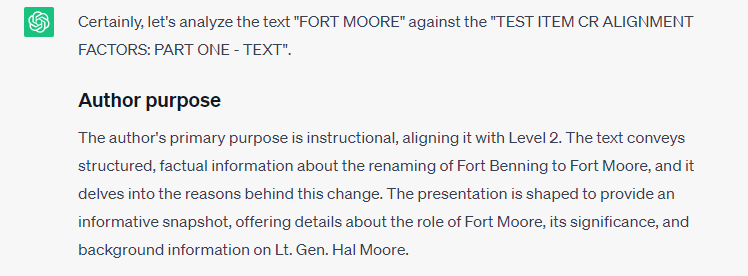 Certainly, let's analyze the text "FORT MOORE" against the "TEST ITEM CR ALIGNMENT
FACTORS: PART ONE - TEXT".
Author purpose
The author's primary purpose is instructional, aligning it with Level 2. The text conveys
structured, factual information about the renaming of Fort Benning to Fort Moore, and it
delves into the reasons behind this change. The presentation is shaped to provide an
informative snapshot, offering details about the role of Fort Moore, its significance, and
background information on Lt. Gen. Hal Moore.